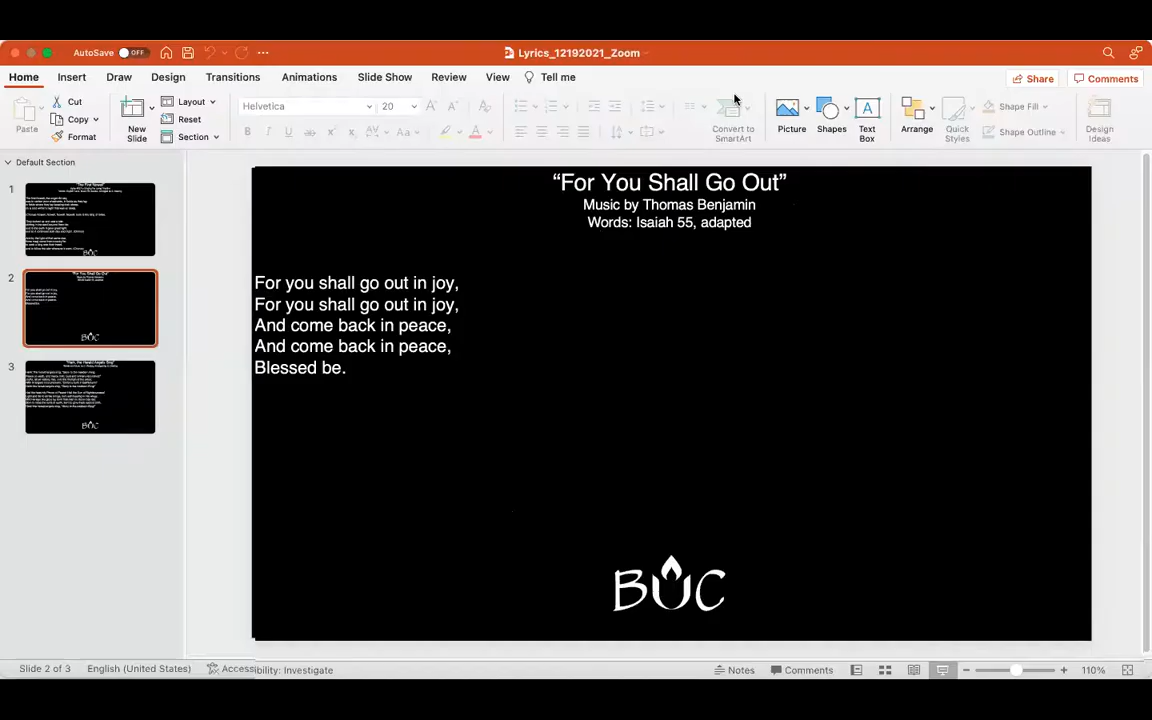 AutoSave OFF
Lyrics_12192021_Zoom
Home Insert Draw Design Transitions Animations Slide Show Review View Tell me Share Comments
Paste Cut Copy Format
New Slide Layout Reset Section
Helvetica 20
Convert to SmartArt
Picture Shapes Text Box Arrange Quick Styles Shape Fill Shape Outline Design Ideas
Default Section
1
2
3
“For You Shall Go Out”
Music by Thomas Benjamin
Words: Isaiah 55, adapted
For you shall go out in joy,
For you shall go out in joy,
And come back in peace,
And come back in peace,
Blessed be.
BUC
Slide 2 of 3 English (United States) Accessibility: Investigate Notes Comments 110%